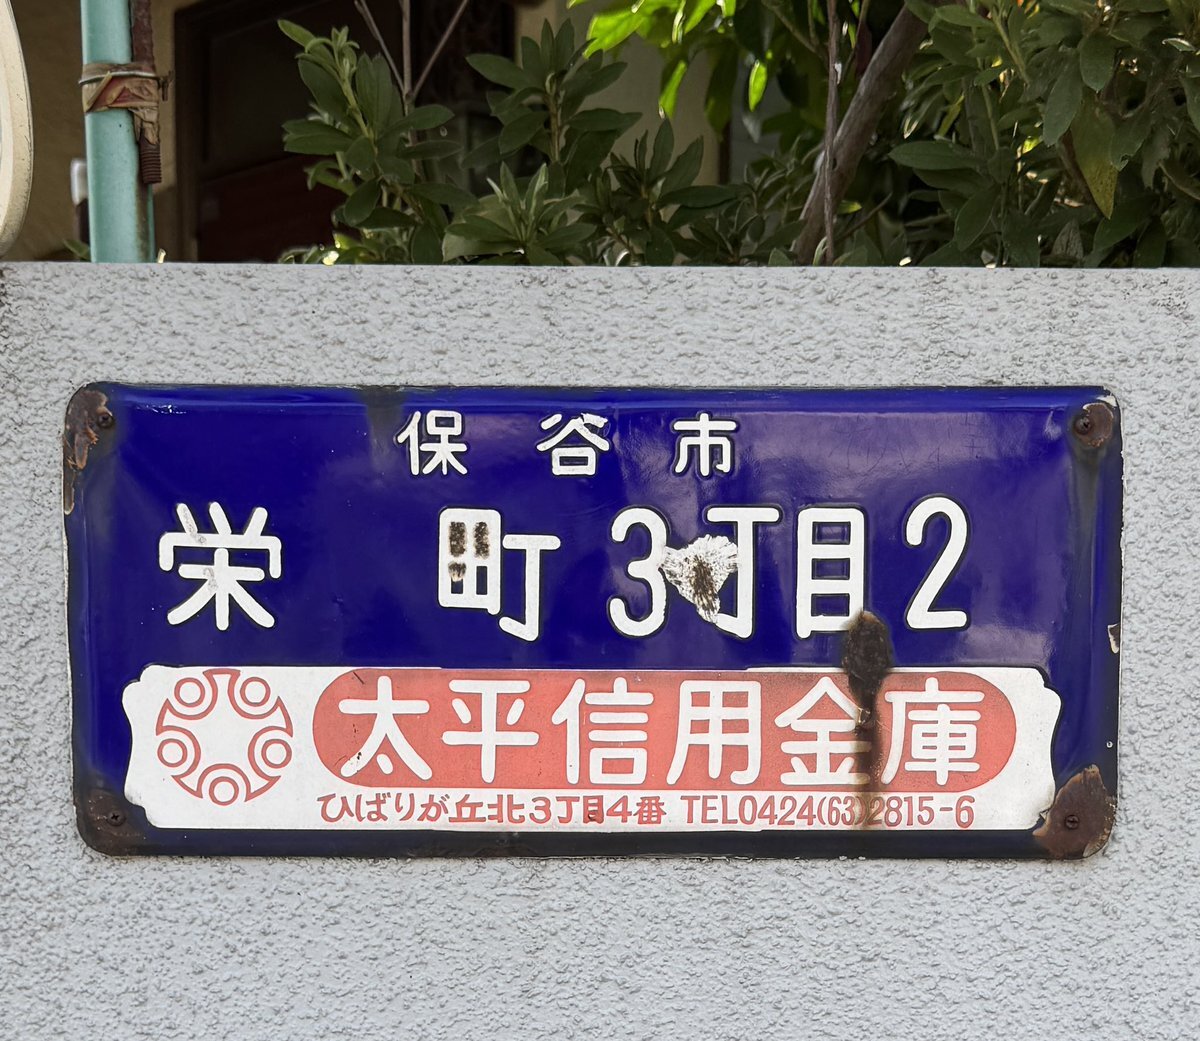 保谷市
栄町3丁目2
太平信用金庫
ひばりが丘北3丁目4番 TEL0424(63)2815-6